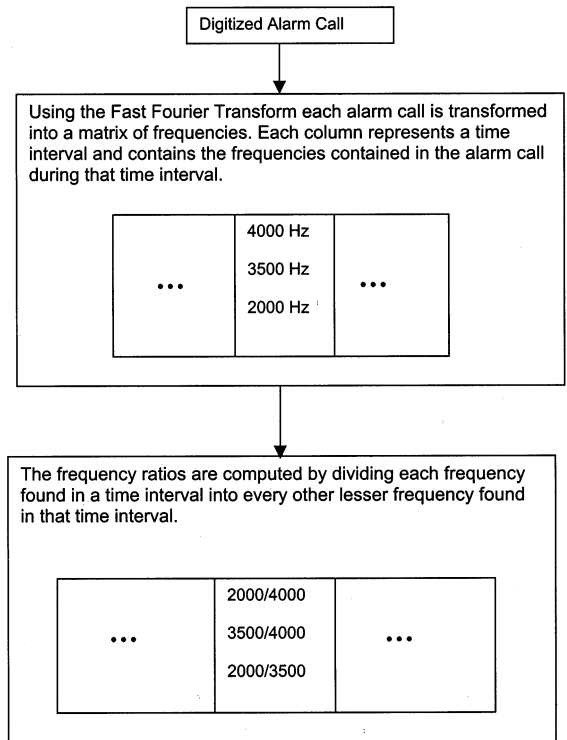 Digitized Alarm Call
Using the Fast Fourier Transform each alarm call is transformed
into a matrix of frequencies. Each column represents a time
interval and contains the frequencies contained in the alarm call
during that time interval.
4000 Hz
3500 Hz
... ...
2000 Hz
The frequency ratios are computed by dividing each frequency
found in a time interval into every other lesser frequency found
in that time interval.
2000/4000
... 3500/4000 ...
2000/3500